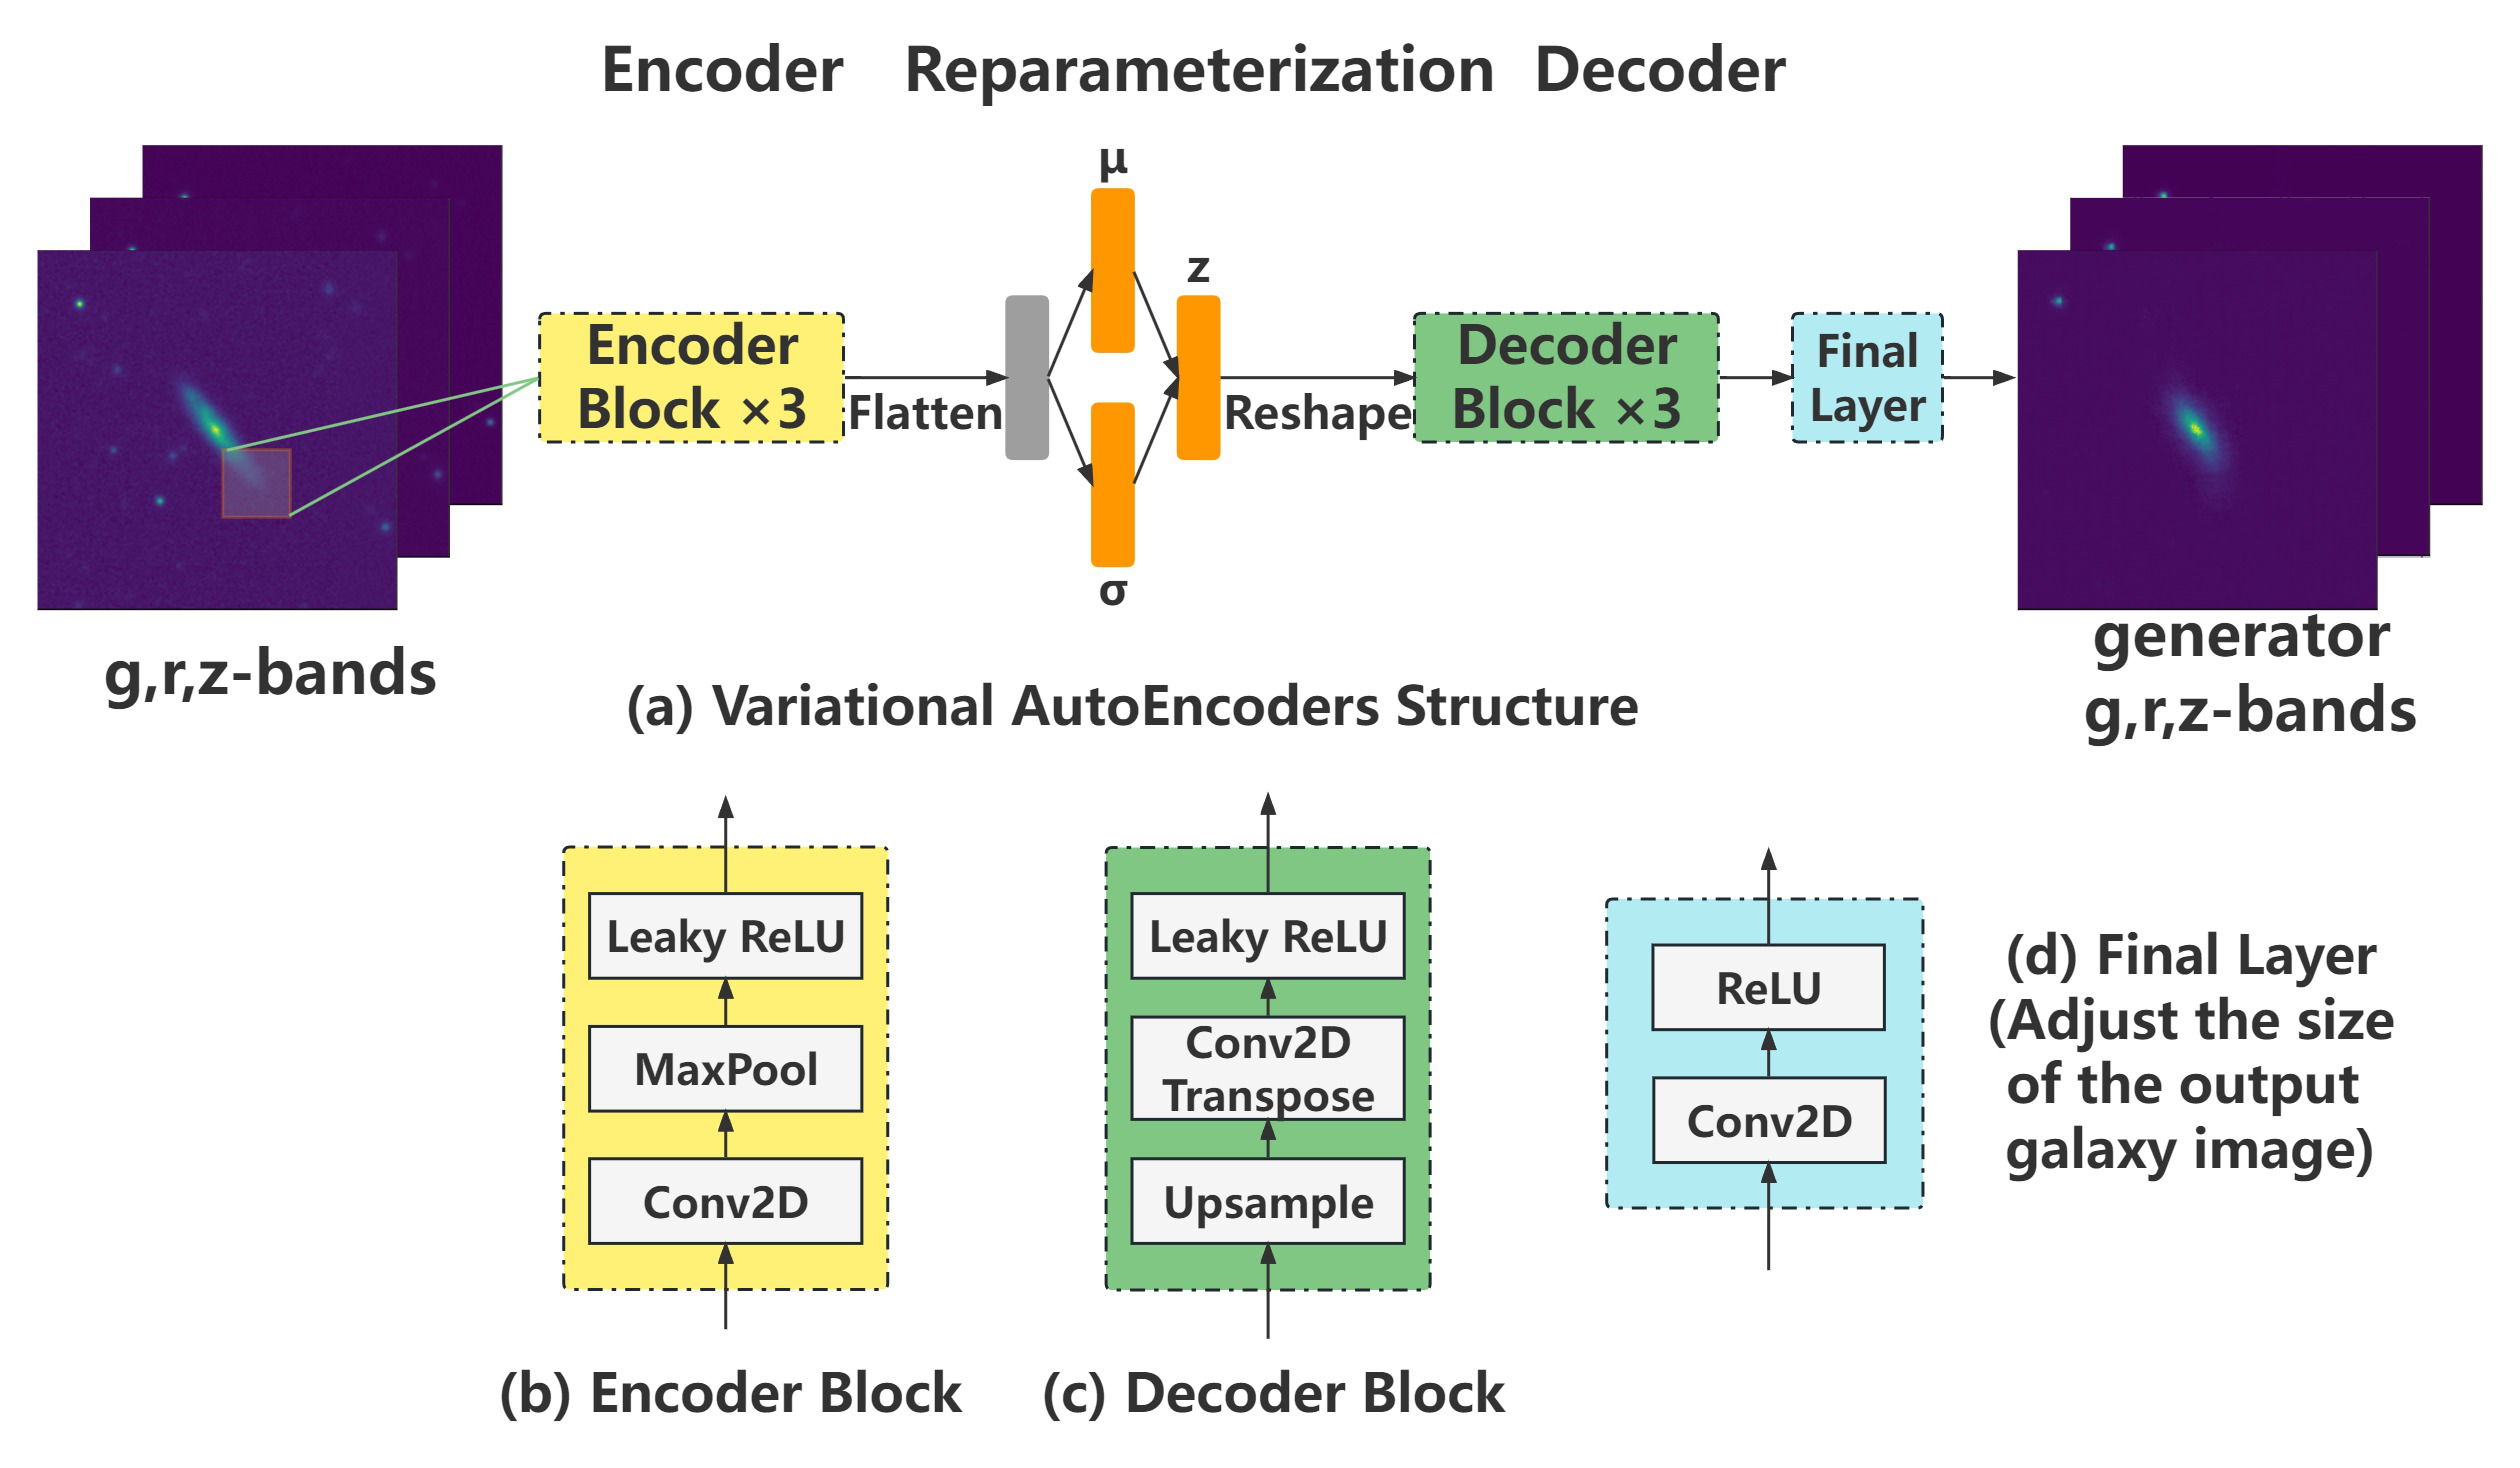 Encoder Reparameterization Decoder
μ
z
Encoder
Block ×3
Flatten
Reshape
Decoder
Block ×3
Final
Layer
σ
g,r,z-bands
generator
g,r,z-bands
(a) Variational AutoEncoders Structure
Leaky ReLU
MaxPool
Conv2D
(b) Encoder Block
Leaky ReLU
Conv2D
Transpose
Upsample
(c) Decoder Block
ReLU
Conv2D
(d) Final Layer
(Adjust the size
of the output
galaxy image)